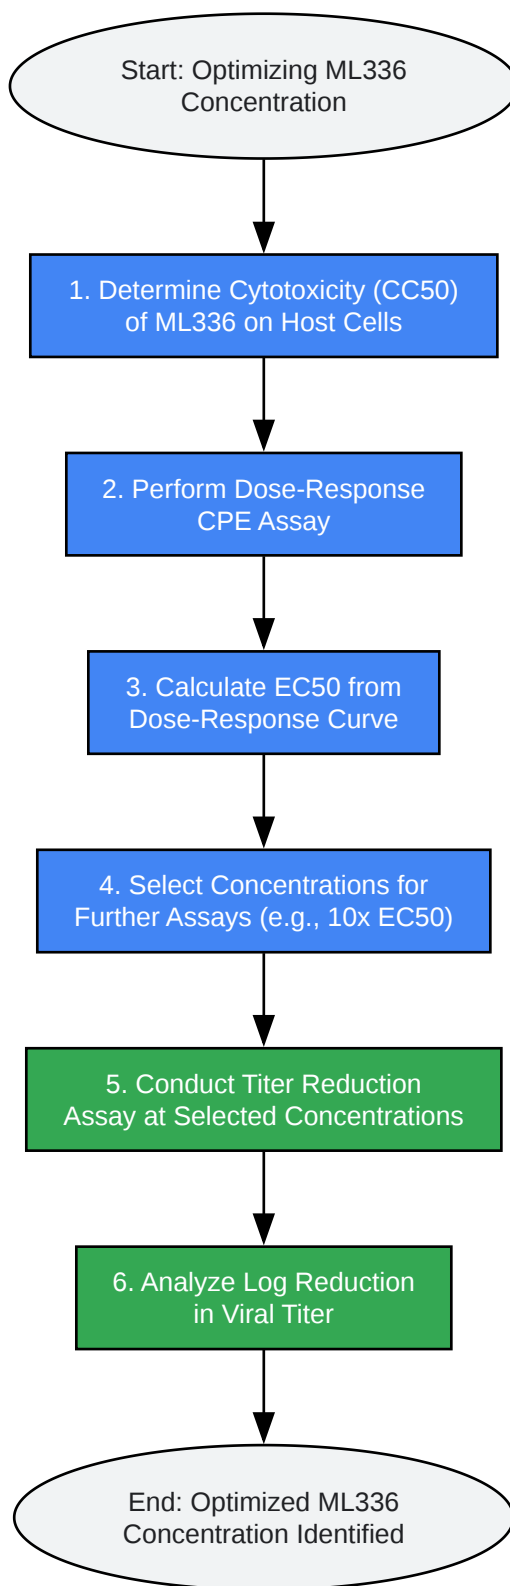 Start: Optimizing ML336
Concentration
1. Determine Cytotoxicity (CC50)
of ML336 on Host Cells
2. Perform Dose-Response
CPE Assay
3. Calculate EC50 from
Dose-Response Curve
4. Select Concentrations for
Further Assays (e.g., 10x EC50)
5. Conduct Titer Reduction
Assay at Selected Concentrations
6. Analyze Log Reduction
in Viral Titer
End: Optimized ML336
Concentration Identified